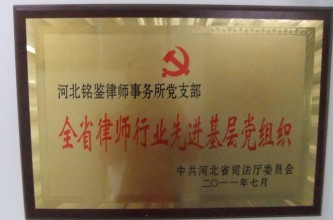 河北铭鉴律师事务所党支部
全省律师行业先进基层党组织
中共河北省司法厅委员会
二〇一一年七月